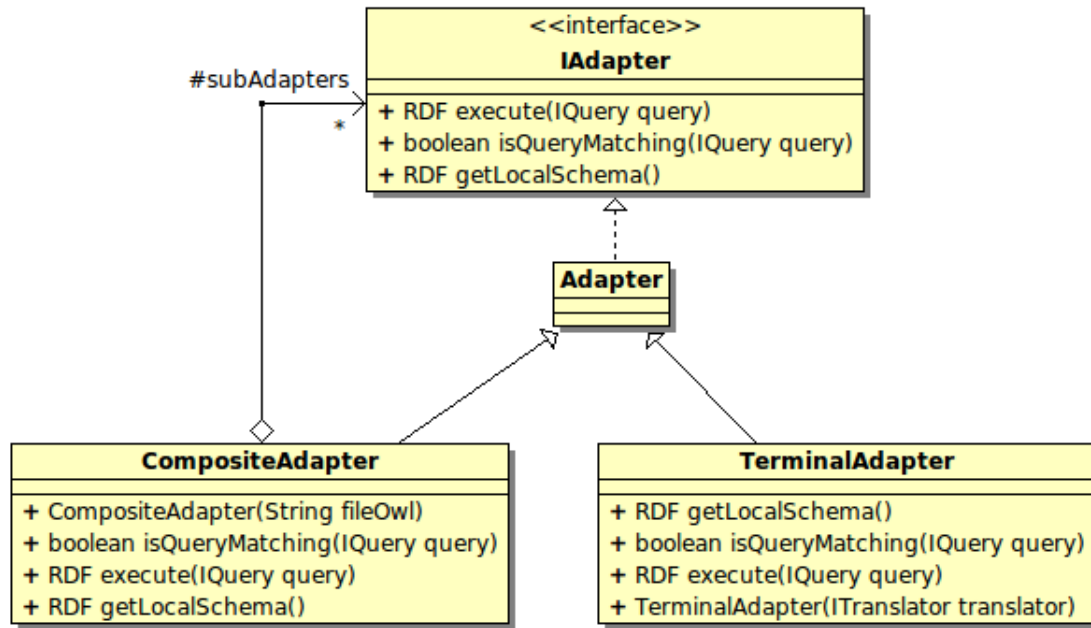 <<interface>>
IAdapter
#subAdapters
*
+ RDF execute(IQuery query)
+ boolean isQueryMatching(IQuery query)
+ RDF getLocalSchema()
Adapter
CompositeAdapter
+ CompositeAdapter(String fileOwl)
+ boolean isQueryMatching(IQuery query)
+ RDF execute(IQuery query)
+ RDF getLocalSchema()
TerminalAdapter
+ RDF getLocalSchema()
+ boolean isQueryMatching(IQuery query)
+ RDF execute(IQuery query)
+ TerminalAdapter(ITranslator translator)